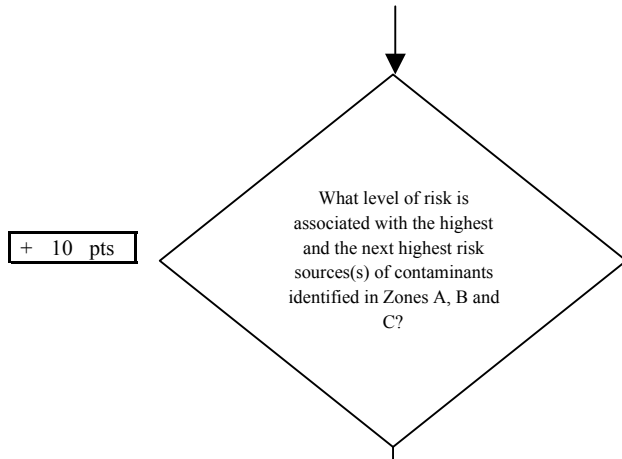 What level of risk is
associated with the highest
+ 10 pts
and the next highest risk
sources(s) of contaminants
identified in Zones A, B and
C?